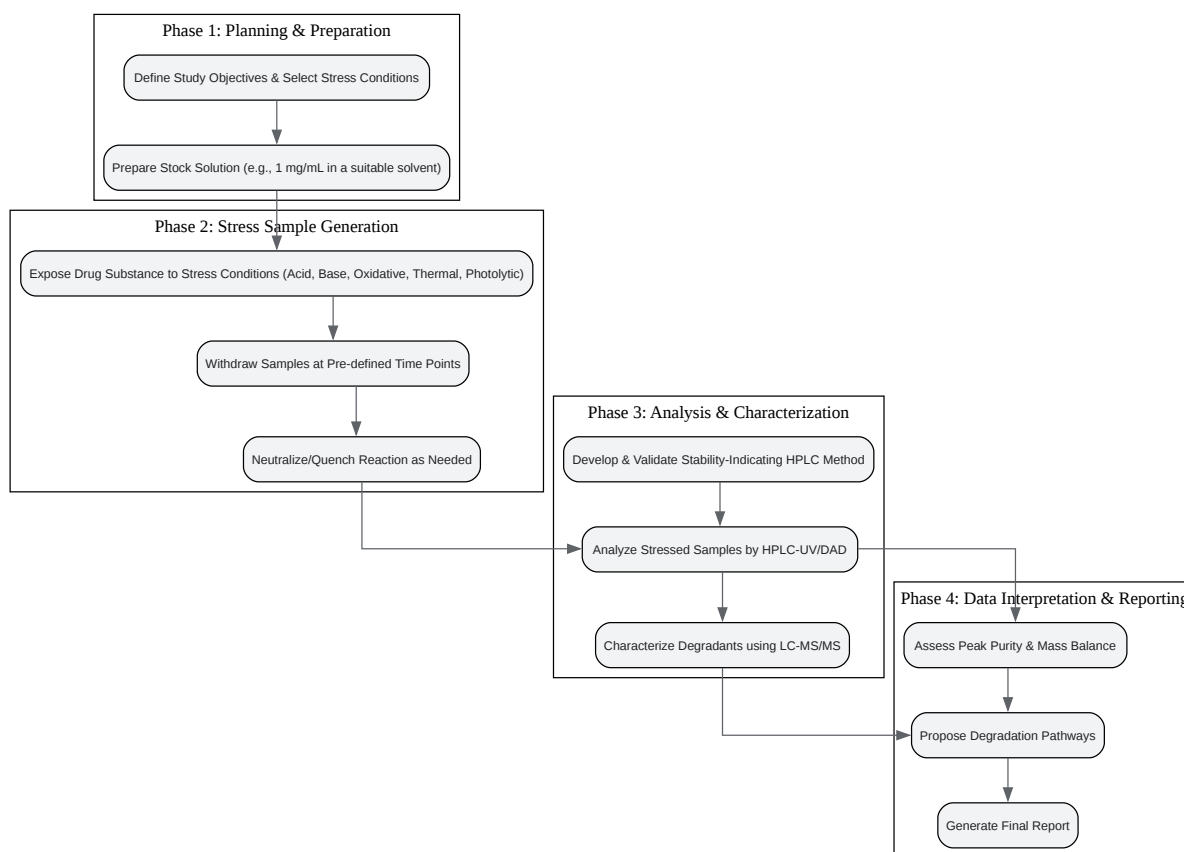 Phase 1: Planning & Preparation
Define Study Objectives & Select Stress Conditions
Prepare Stock Solution (e.g., 1 mg/mL in a suitable solvent)
Phase 2: Stress Sample Generation
Expose Drug Substance to Stress Conditions (Acid, Base, Oxidative, Thermal, Photolytic)
Withdraw Samples at Pre-defined Time Points
Neutralize/Quench Reaction as Needed
Phase 3: Analysis & Characterization
Develop & Validate Stability-Indicating HPLC Method
Analyze Stressed Samples by HPLC-UV/DAD
Characterize Degradants using LC-MS/MS
Phase 4: Data Interpretation & Reporting
Assess Peak Purity & Mass Balance
Propose Degradation Pathways
Generate Final Report